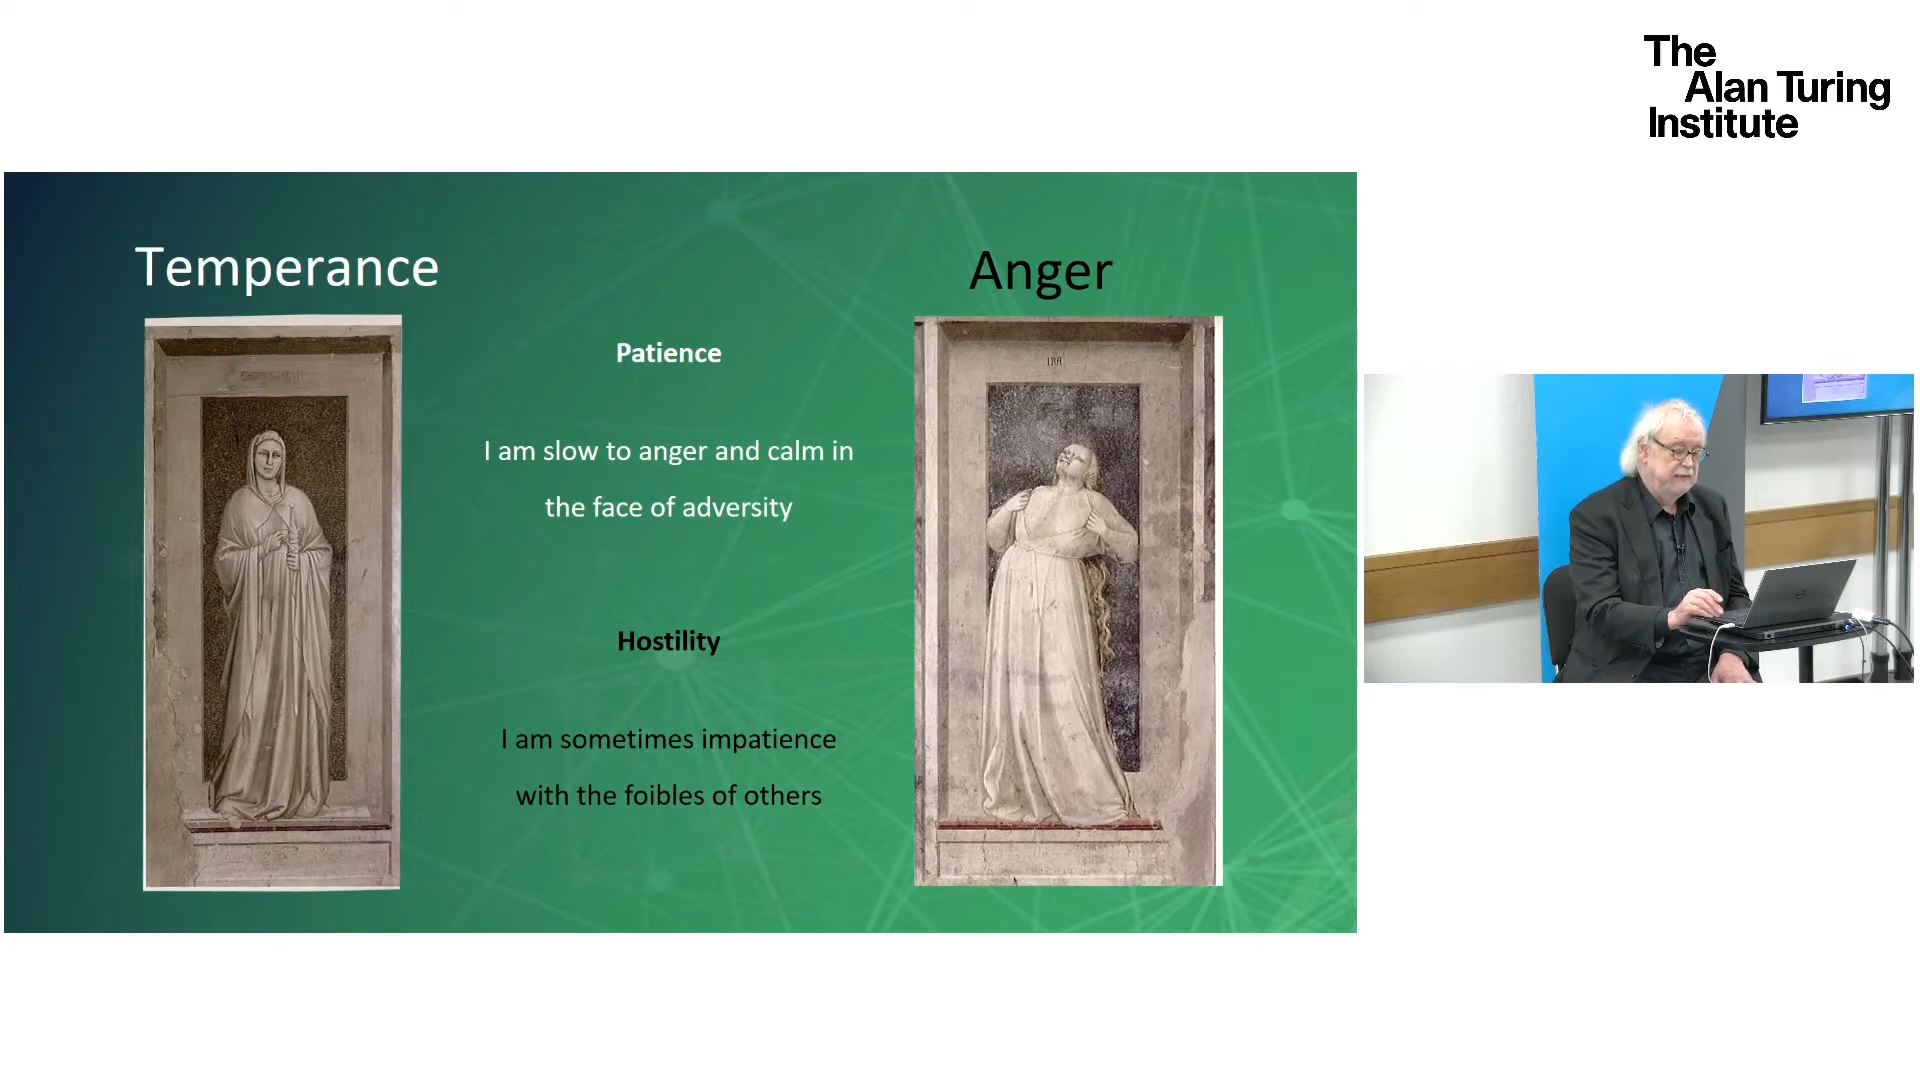 The
Alan Turing
Institute
Temperance
Anger
Patience
I am slow to anger and calm in
the face of adversity
Hostility
I am sometimes impatience
with the foibles of others
IRA